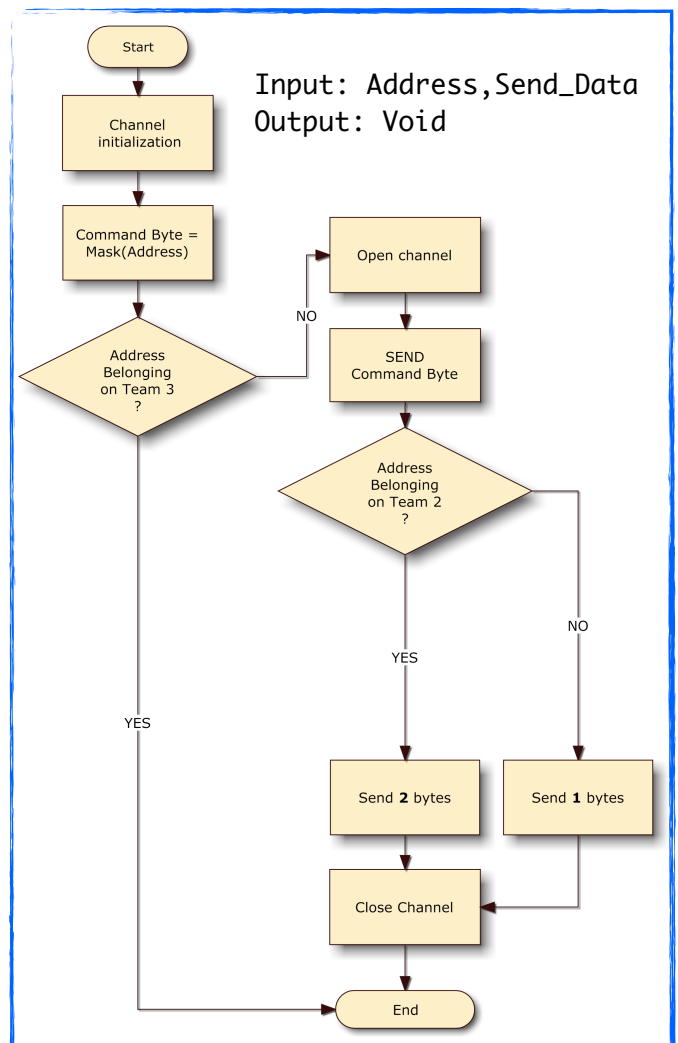 Start
Input: Address,Send_Data
Output: Void
Channel
initialization
Command Byte =
Mask(Address)
Open channel
NO
Address
Belonging
on Team 3
?
SEND
Command Byte
Address
Belonging
on Team 2
?
NO
YES
YES
Send 2 bytes
Send 1 bytes
Close Channel
End